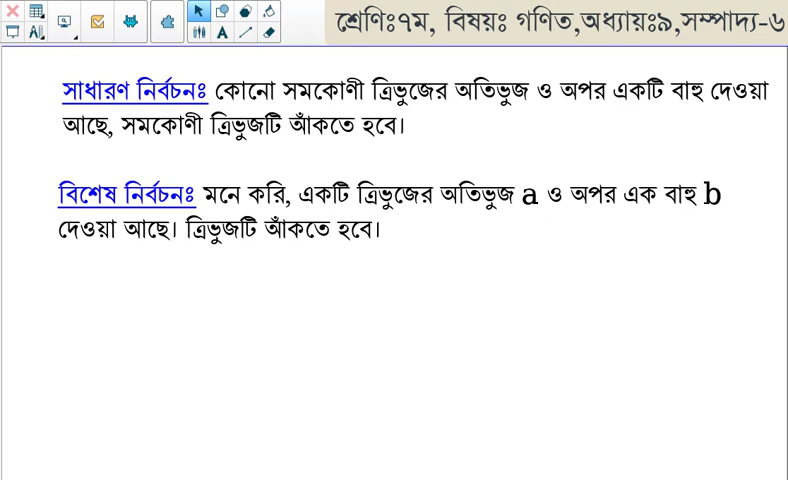 শ্রেণিঃ৭ম, বিষয়ঃ গণিত,অধ্যায়ঃ৯,সম্পাদ্য-৬
সাধারণ নির্বচনঃ কোনো সমকোণী ত্রিভুজের অতিভুজ ও অপর একটি বাহু দেওয়া
আছে, সমকোণী ত্রিভুজটি আঁকতে হবে।
বিশেষ নির্বচনঃ মনে করি, একটি ত্রিভুজের অতিভুজ a ও অপর এক বাহু b
দেওয়া আছে। ত্রিভুজটি আঁকতে হবে।